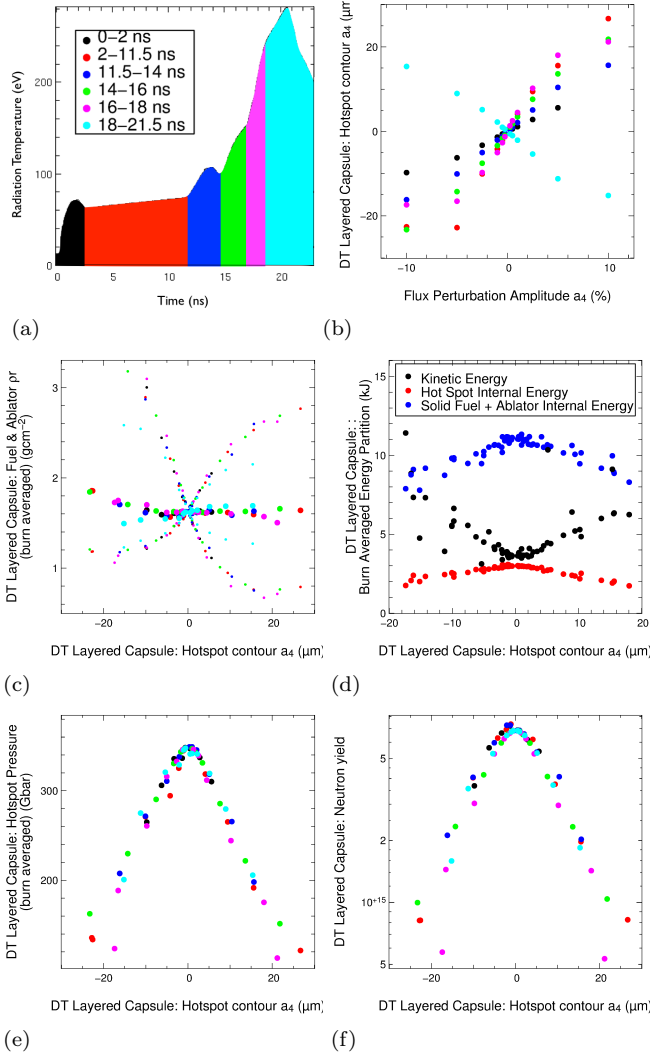 0−2 ns
2−11.5 ns
11.5−14 ns
14−16 ns
16−18 ns
18−21.5 ns
Radiation Temperature (eV)
200
100
0
0
5
10
15
20
Time (ns)
(a)
DT Layered Capsule: Hotspot contour a4 (µm)
20
0
−20
−10
−5
0
5
10
Flux Perturbation Amplitude a4 (%)
(b)
DT Layered Capsule: Fuel & Ablator ρr
(burn averaged) (gcm−2)
3
2
1
−20
0
20
DT Layered Capsule: Hotspot contour a4 (µm)
(c)
Kinetic Energy
Hot Spot Internal Energy
Solid Fuel + Ablator Internal Energy
DT Layered Capsule: :
Burn Averaged Energy Partition (kJ)
15
10
5
0
−20
−10
0
10
20
DT Layered Capsule: Hotspot contour a4 (µm)
(d)
DT Layered Capsule: Hotspot Pressure
(burn averaged) (Gbar)
300
200
−20
0
20
DT Layered Capsule: Hotspot contour a4 (µm)
(e)
DT Layered Capsule: Neutron yield
5
2
10+15
5
−20
0
20
DT Layered Capsule: Hotspot contour a4 (µm)
(f)